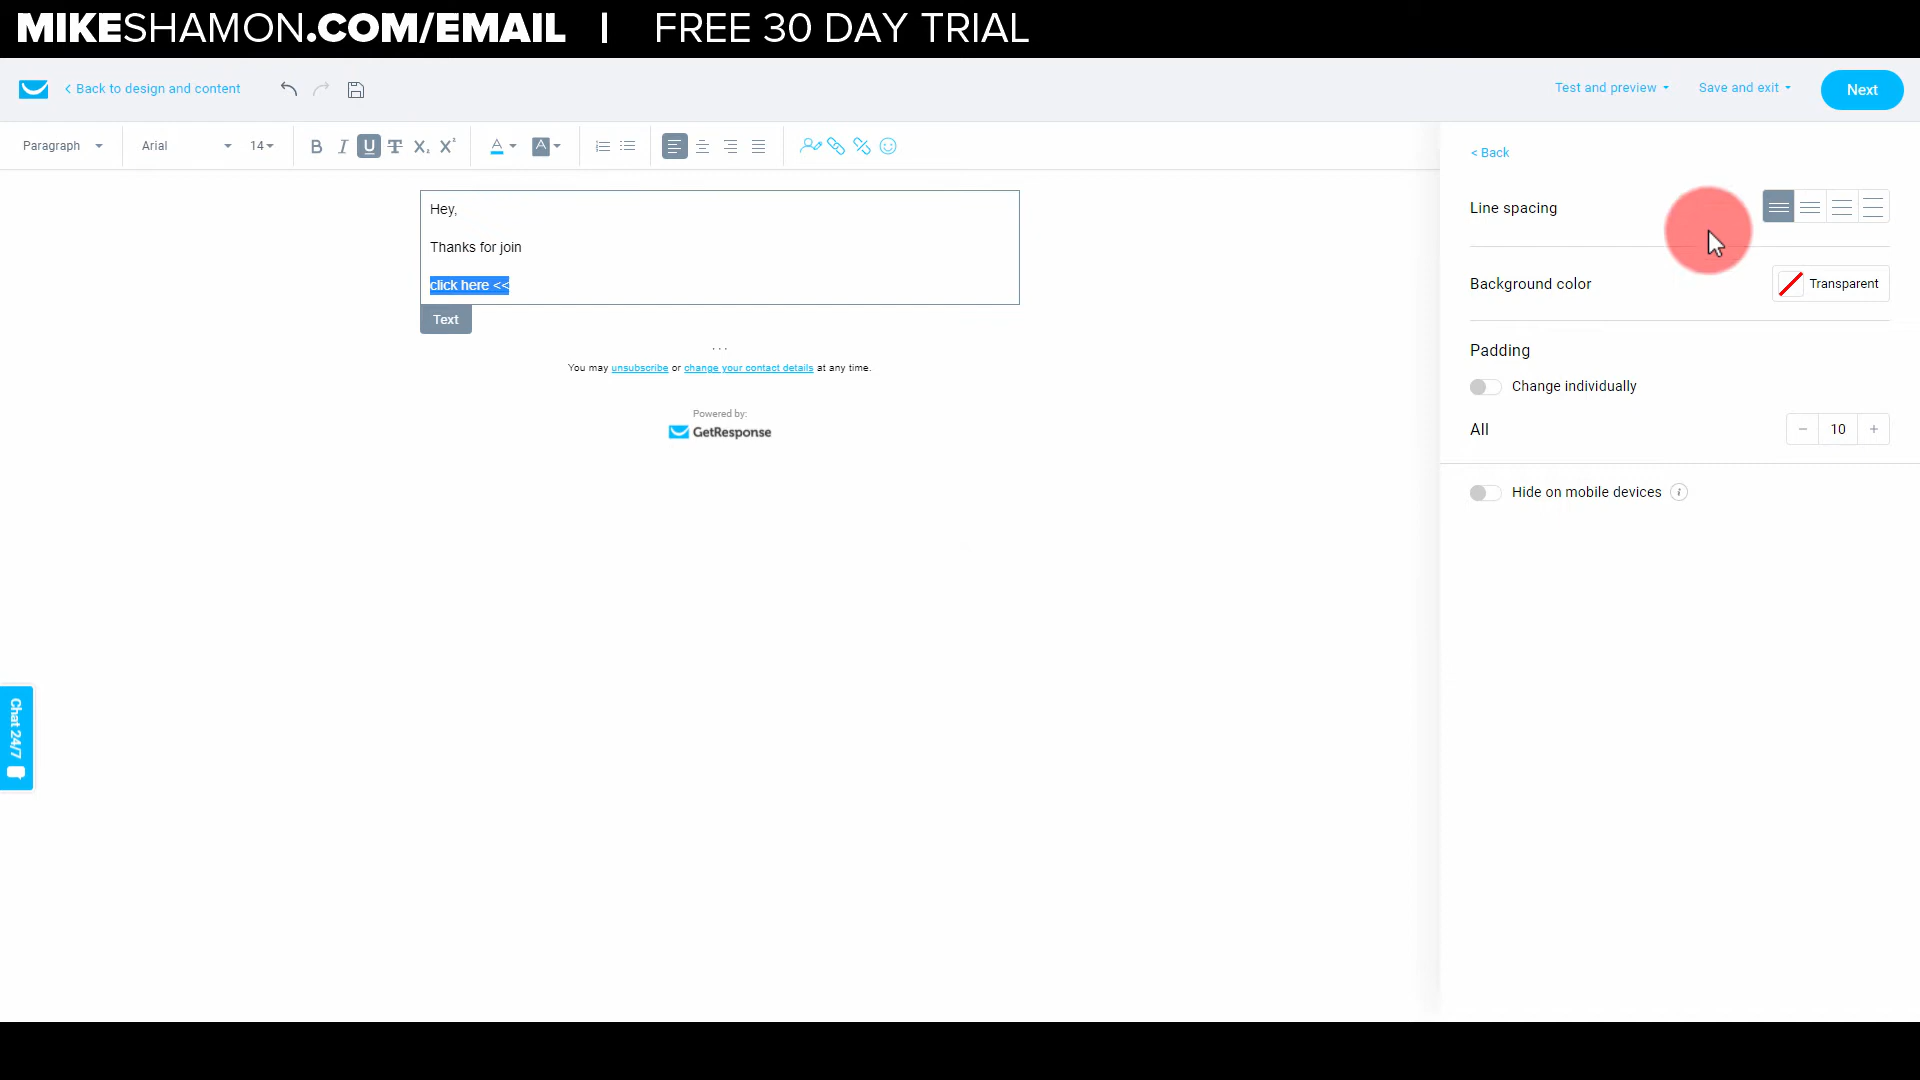 MIKESHAMON.COM/EMAIL | FREE 30 DAY TRIAL
< Back to design and content
Test and preview
Save and exit
Next
Paragraph
Arial
14
B I U T X, X²
A
A
< Back
Line spacing
Hey,
Thanks for join
click here <<
Text
Background color
Transparent
...
You may unsubscribe or change your contact details at any time.
Powered by:
GetResponse
Padding
Change individually
All
− 10 +
Hide on mobile devices i
Chat 24/7